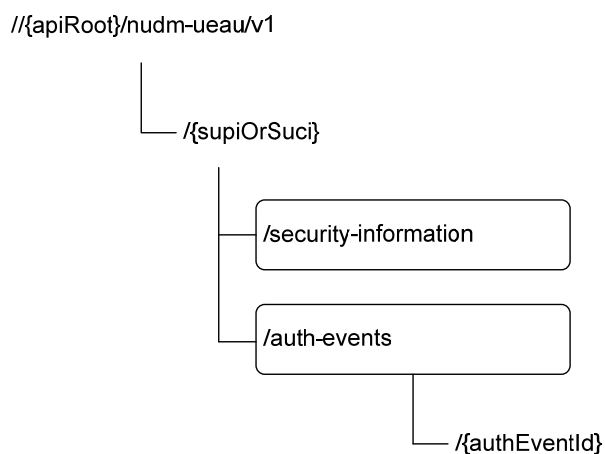 //{apiRoot}/nudm-ueau/v1
/{supiOrSuci}
/security-information
/auth-events
/{authEventId}